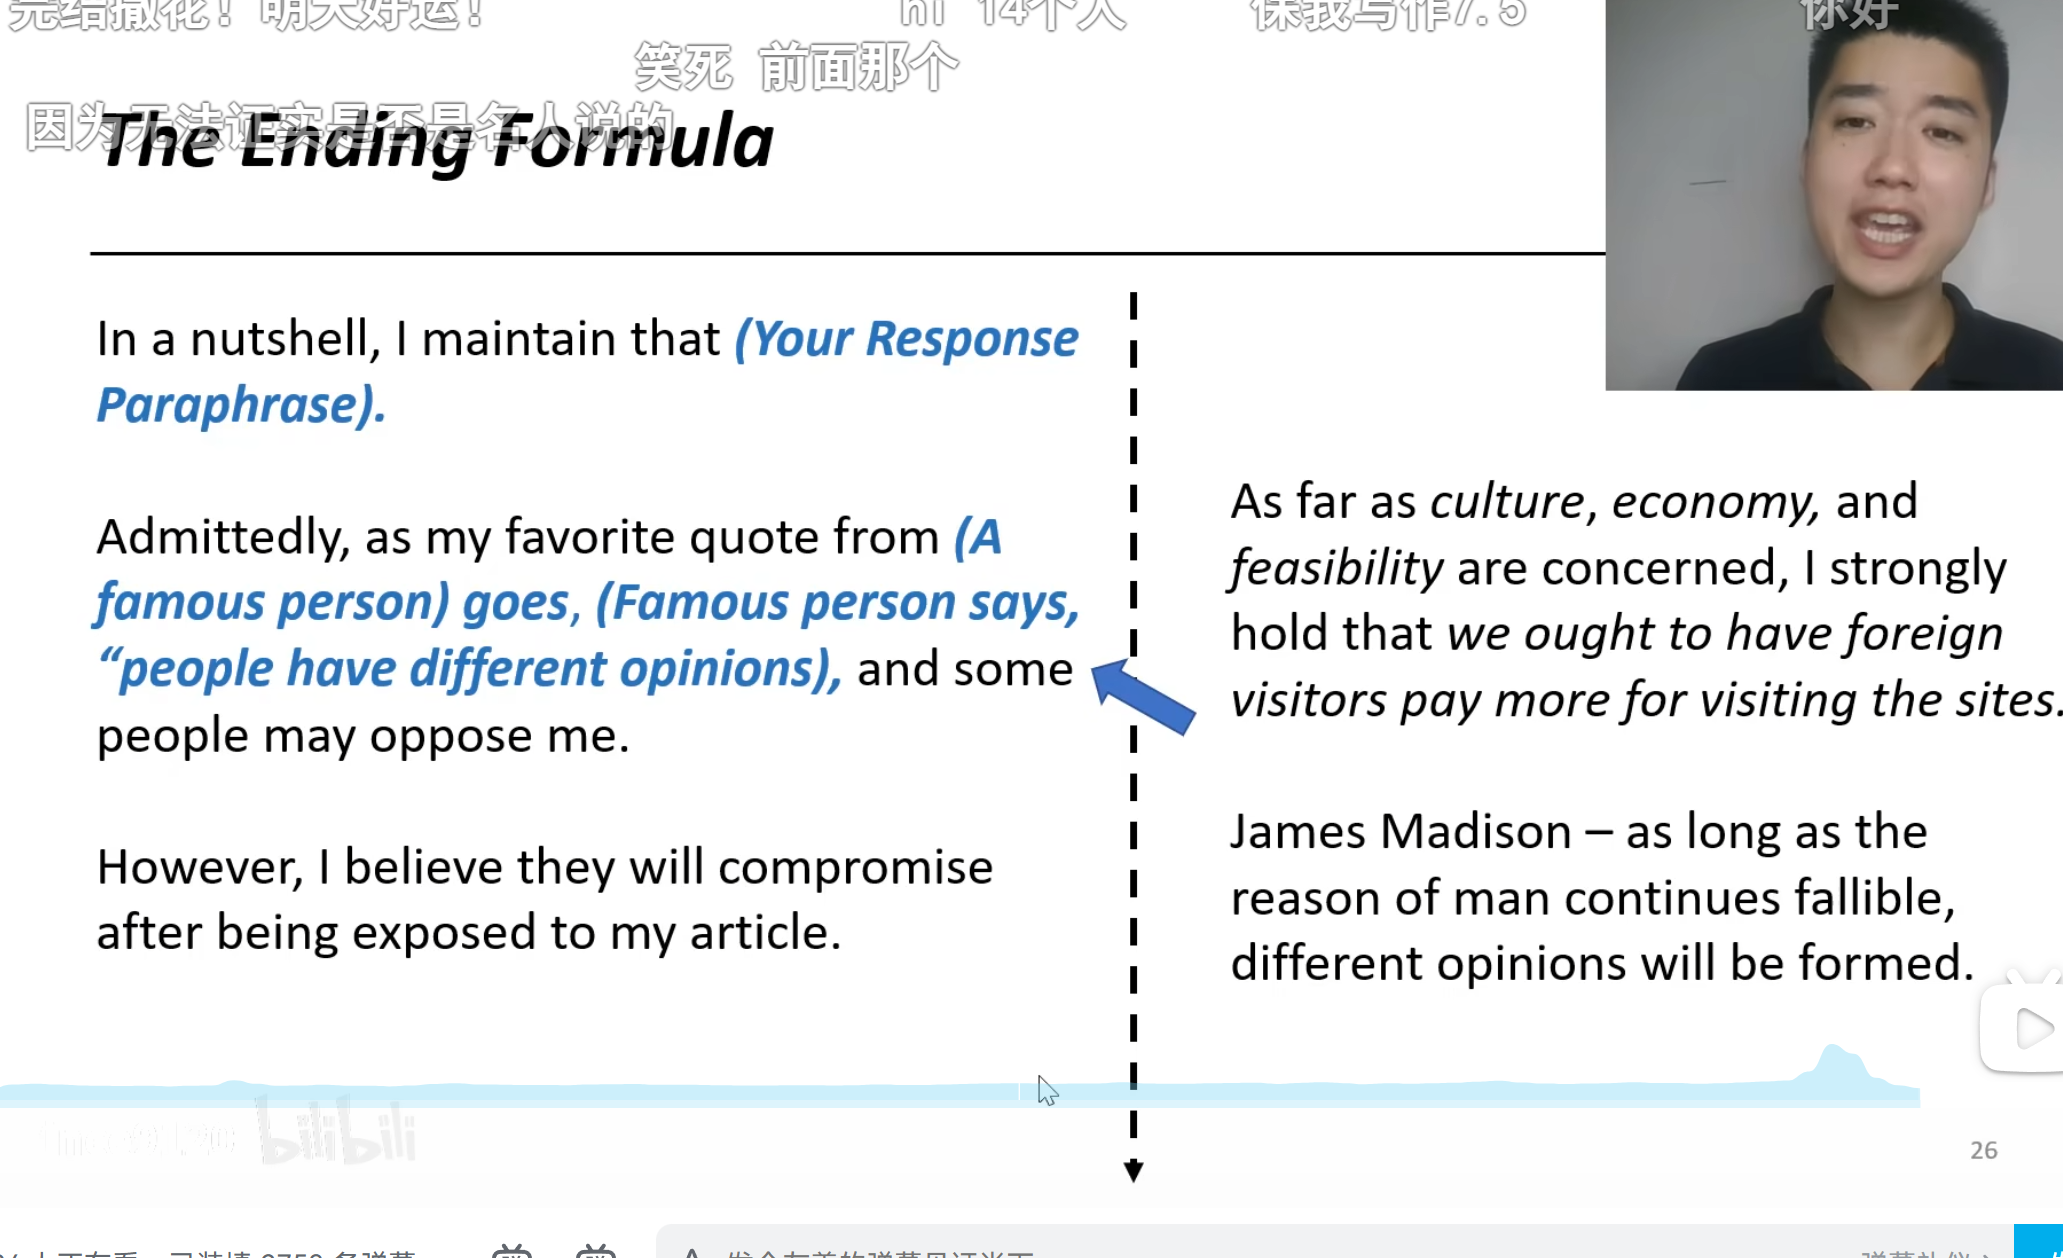 完结撒花！明天好运！
hi 14个人
保我写作7.5
你好
笑死 前面那个
因为无法证实是否是名人说的
The Ending Formula
In a nutshell, I maintain that (Your Response
Paraphrase).
Admittedly, as my favorite quote from (A
famous person) goes, (Famous person says,
“people have different opinions), and some
people may oppose me.
However, I believe they will compromise
after being exposed to my article.
As far as culture, economy, and
feasibility are concerned, I strongly
hold that we ought to have foreign
visitors pay more for visiting the sites.
James Madison – as long as the
reason of man continues fallible,
different opinions will be formed.
bilibili
26